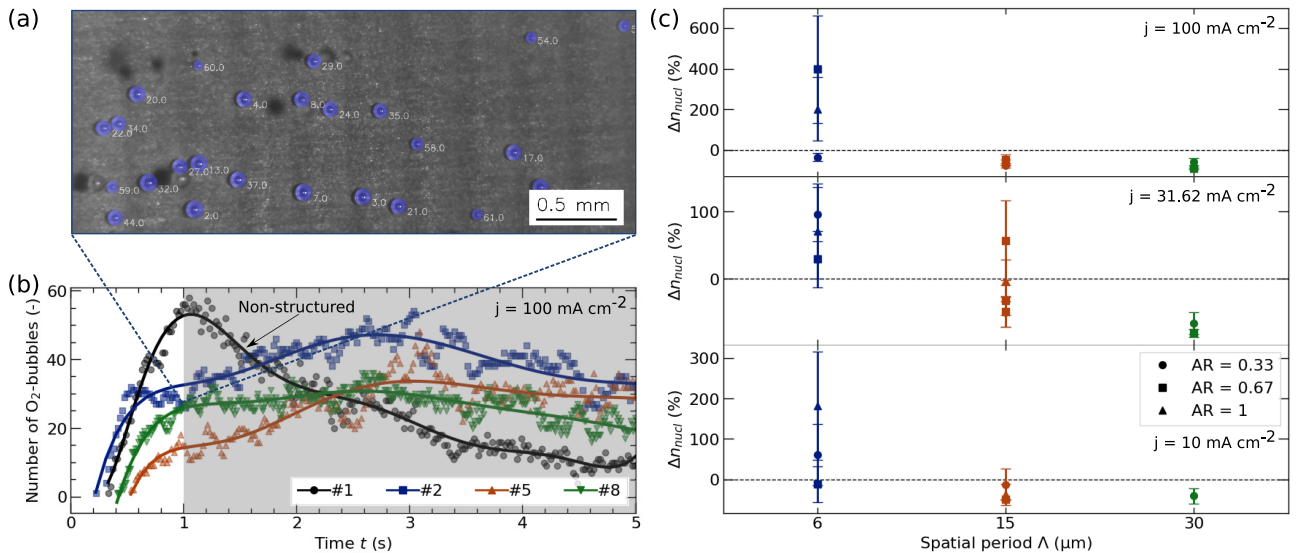 (a)
54.0
60.0
29.0
20.0
4.0
8.0
24.0
35.0
34.0
22.0
58.0
17.0
27.0
13.0
59.0
32.0
37.0
7.0
3.0
21.0
2.0
44.0
61.0
0.5 mm
(b)
Number of O2-bubbles (-)
60
40
20
0
Non-structured
j = 100 mA cm-2
#1 #2 #5 #8
0 1 2 3 4 5
Time t (s)
(c)
Δnnucl (%)
600
400
200
0
j = 100 mA cm-2
Δnnucl (%)
100
0
j = 31.62 mA cm-2
Δnnucl (%)
300
200
100
0
AR = 0.33
AR = 0.67
AR = 1
j = 10 mA cm-2
6 15 30
Spatial period Λ (μm)